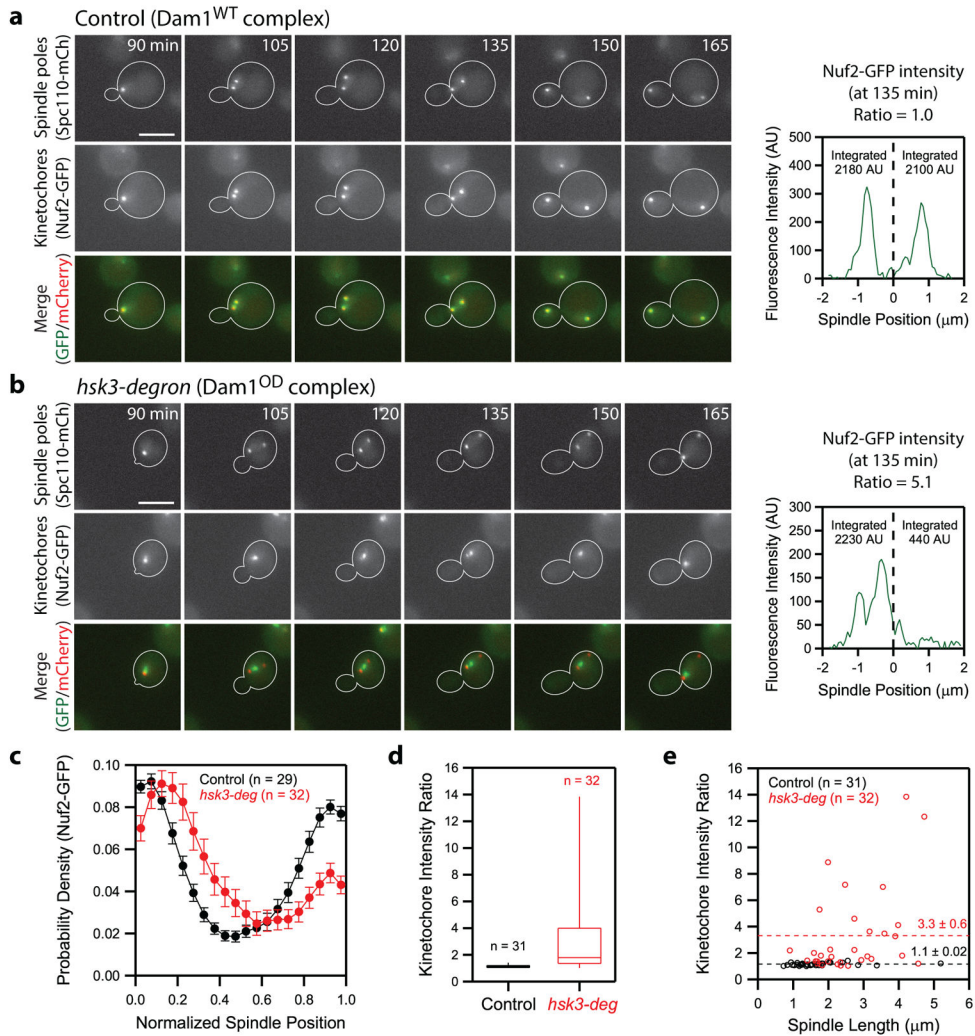 a
Control (Dam1WT complex)
Spindle poles
(Spc110-mCh)
90 min
105
120
135
150
165
Kinetochores
(Nuf2-GFP)
Merge
(GFP/mCherry)
Nuf2-GFP intensity
(at 135 min)
Ratio = 1.0
Fluorescence Intensity (AU)
500
400
300
200
100
0
Integrated
2180 AU
Integrated
2100 AU
-2 -1 0 1 2
Spindle Position (μm)
b
hsk3-degron (Dam1OD complex)
Spindle poles
(Spc110-mCh)
90 min
105
120
135
150
165
Kinetochores
(Nuf2-GFP)
Merge
(GFP/mCherry)
Nuf2-GFP intensity
(at 135 min)
Ratio = 5.1
Fluorescence Intensity (AU)
300
250
200
150
100
50
0
Integrated
2230 AU
Integrated
440 AU
-2 -1 0 1 2
Spindle Position (μm)
c
Probability Density (Nuf2-GFP)
0.10
0.08
0.06
0.04
0.02
0.00
Control (n = 29)
hsk3-deg (n = 32)
0.0 0.2 0.4 0.6 0.8 1.0
Normalized Spindle Position
d
Kinetochore Intensity Ratio
16
14
12
10
8
6
4
2
0
n = 31
n = 32
Control hsk3-deg
e
Kinetochore Intensity Ratio
16
14
12
10
8
6
4
2
0
Control (n = 31)
hsk3-deg (n = 32)
3.3 ± 0.6
1.1 ± 0.02
0 1 2 3 4 5 6
Spindle Length (μm)